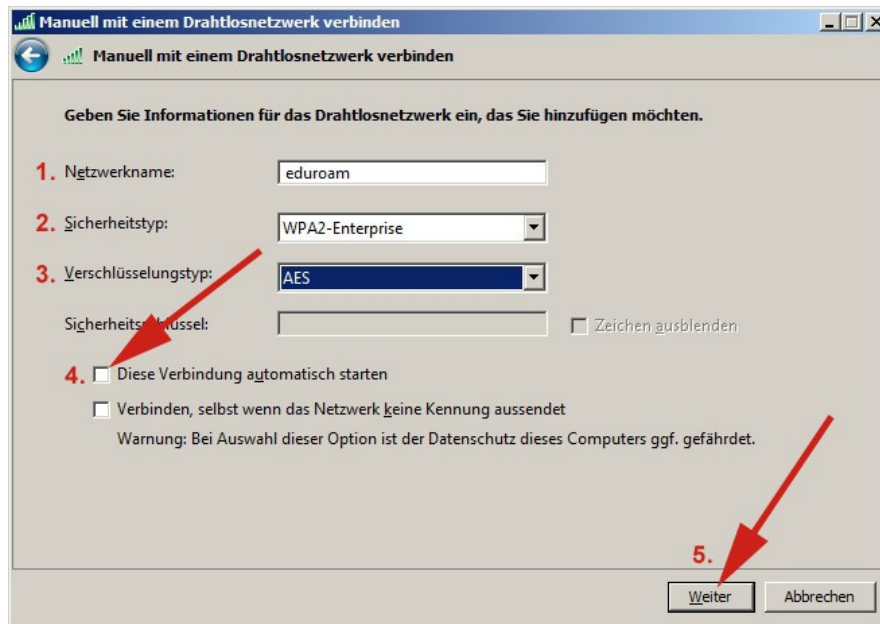 Manuell mit einem Drahtlosnetzwerk verbinden
Manuell mit einem Drahtlosnetzwerk verbinden
Geben Sie Informationen für das Drahtlosnetzwerk ein, das Sie hinzufügen möchten.
1. Netzwerkname: eduroam
2. Sicherheitstyp: WPA2-Enterprise
3. Verschlüsselungstyp: AES
Sicherheitsschlüssel: Zeichen ausblenden
4. Diese Verbindung automatisch starten
Verbinden, selbst wenn das Netzwerk keine Kennung aussendet
Warnung: Bei Auswahl dieser Option ist der Datenschutz dieses Computers ggf. gefährdet.
5.
Weiter Abbrechen